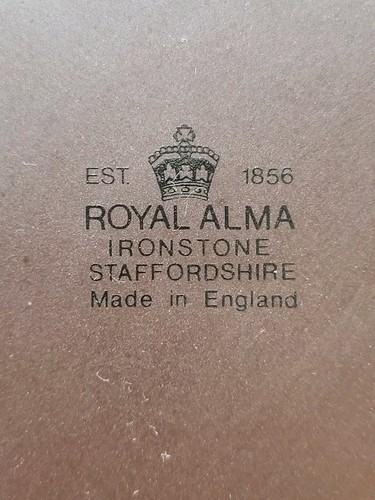 EST. 1856
ROYAL ALMA
IRONSTONE
STAFFORDSHIRE
Made in England